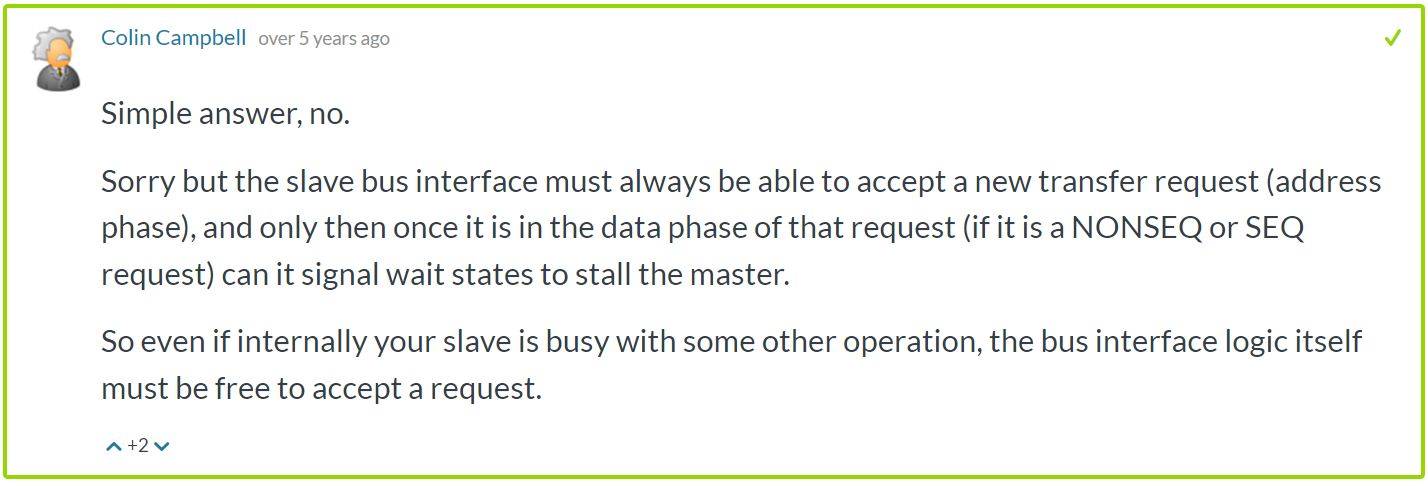 Colin Campbell over 5 years ago
Simple answer, no.
Sorry but the slave bus interface must always be able to accept a new transfer request (address
phase), and only then once it is in the data phase of that request (if it is a NONSEQ or SEQ
request) can it signal wait states to stall the master.
So even if internally your slave is busy with some other operation, the bus interface logic itself
must be free to accept a request.
+2